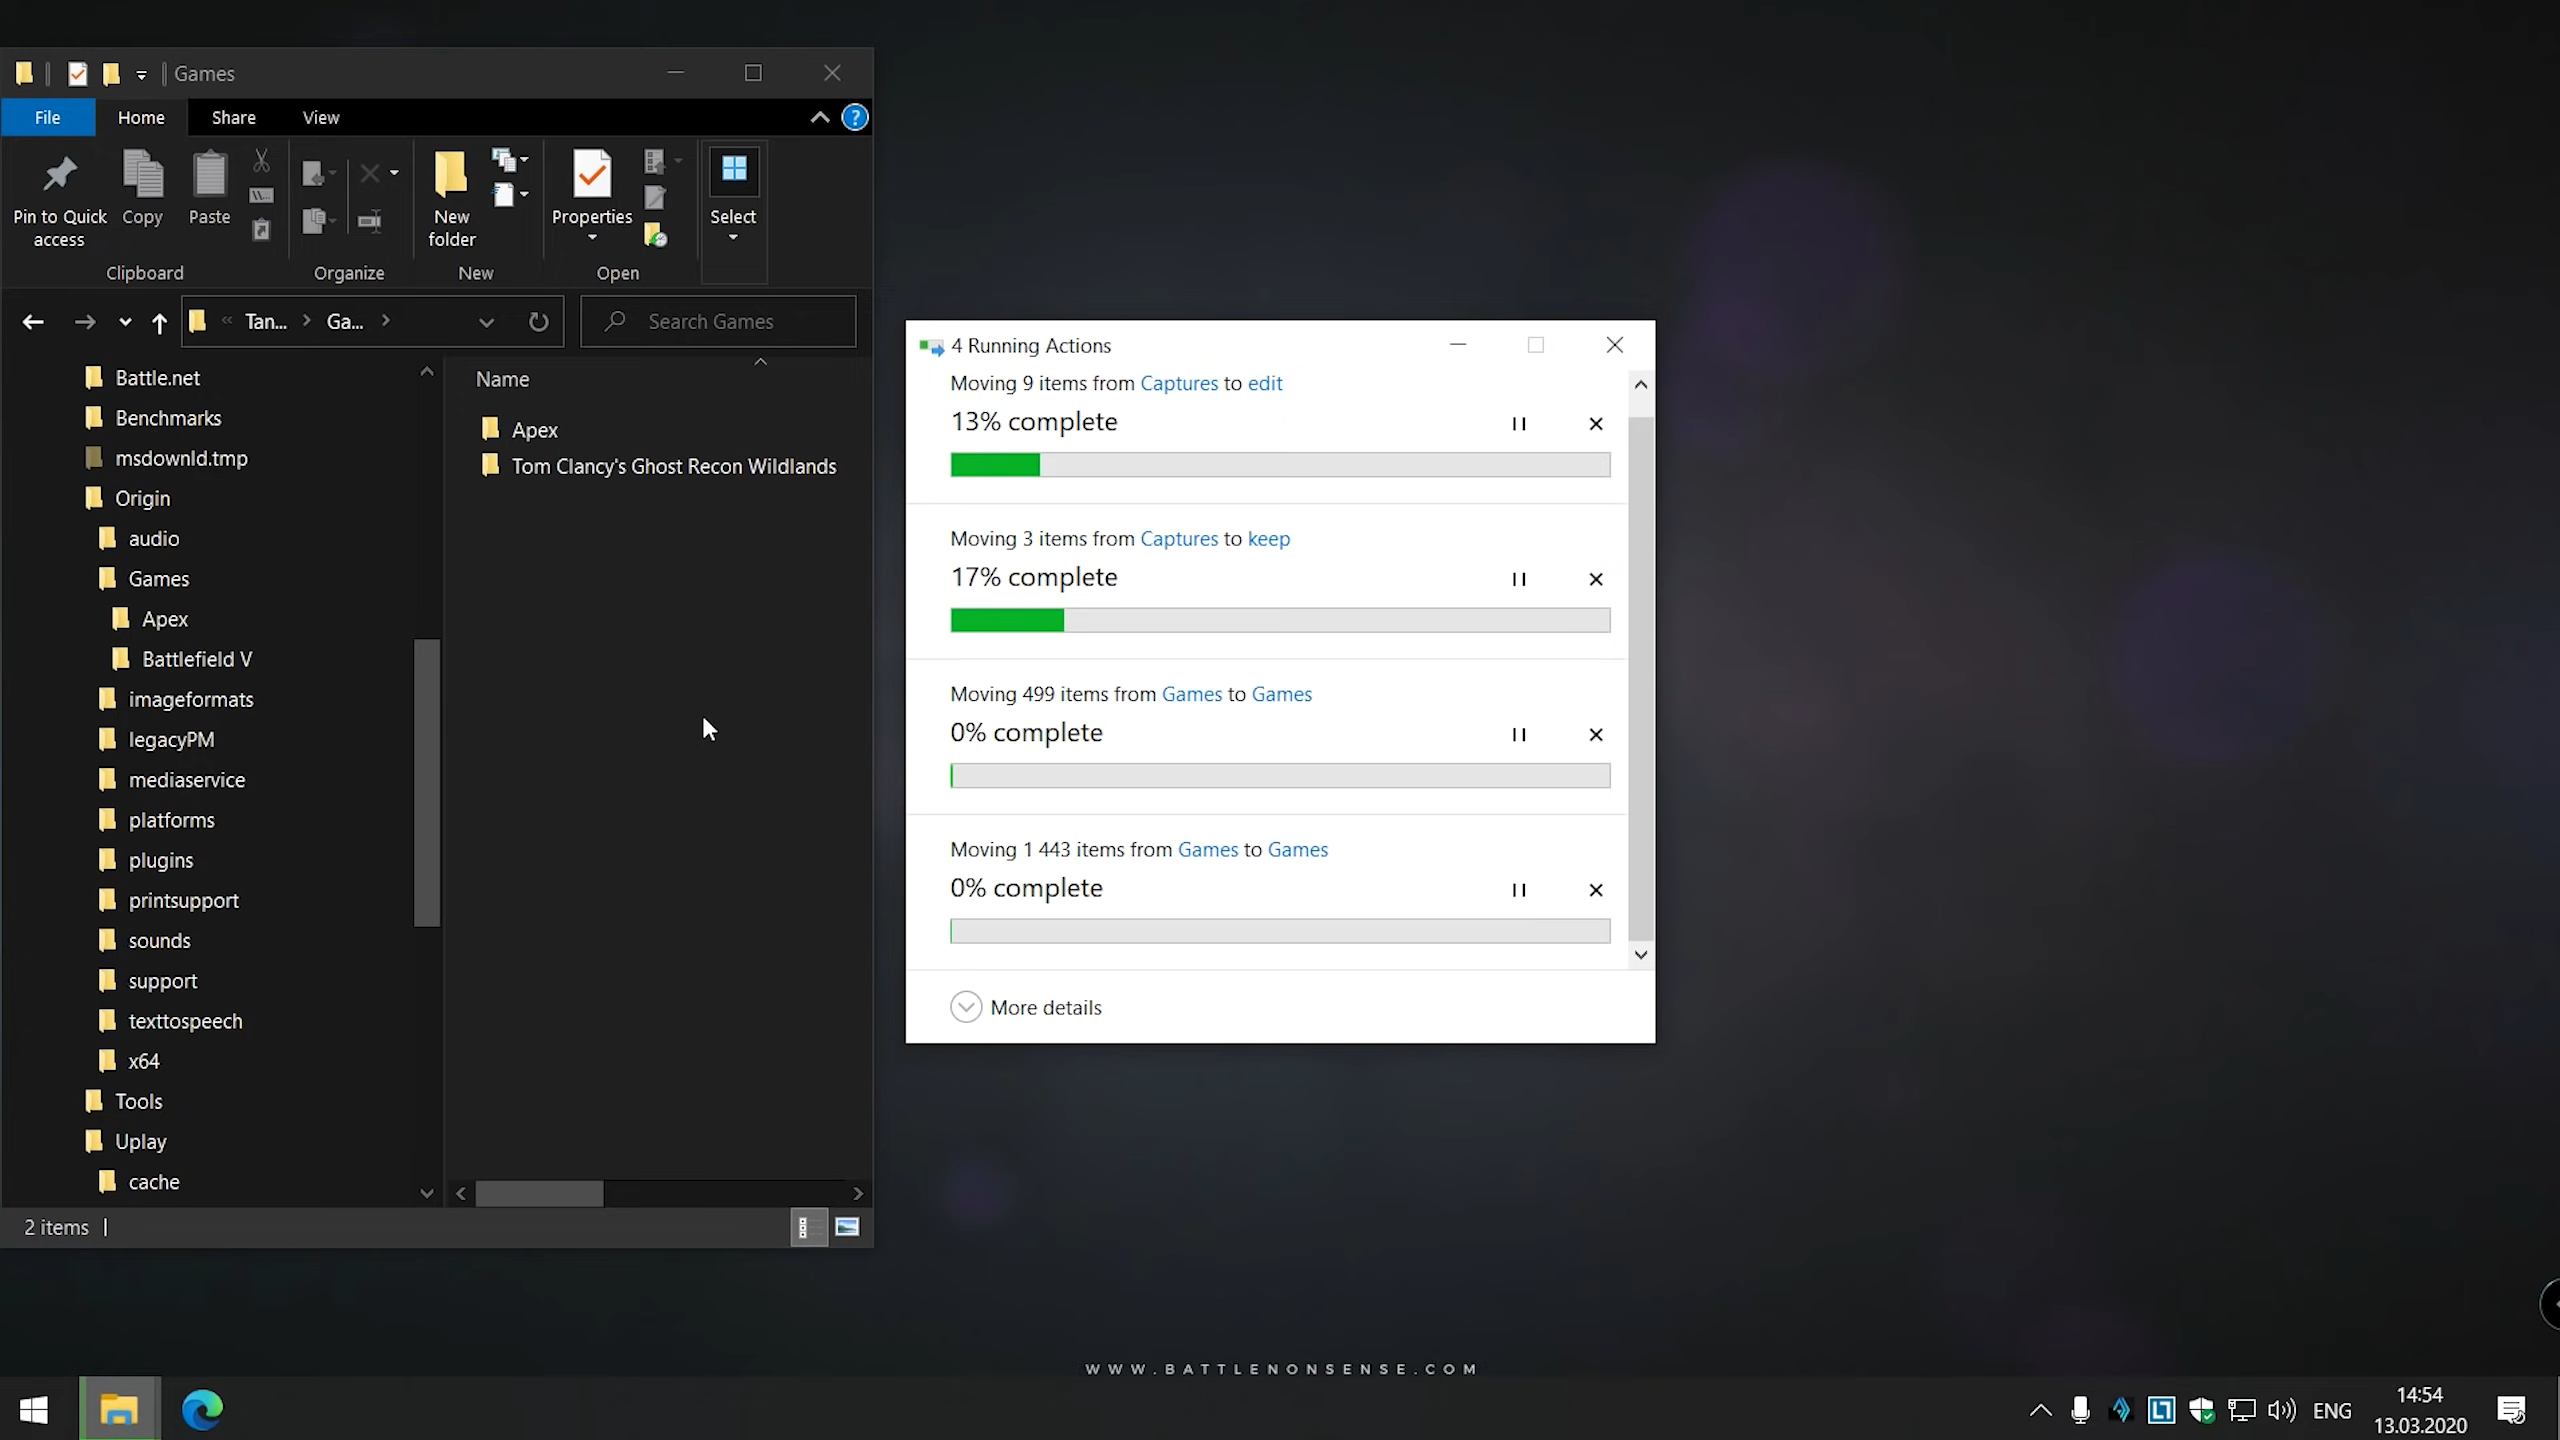 Games
File
Home
Share
View
Pin to Quick
access
Copy
Paste
New
folder
Properties
Select
Clipboard
Organize
New
Open
« Tan... > Ga... >
Search Games
Battle.net
Benchmarks
msdownld.tmp
Origin
audio
Games
Apex
Battlefield V
imageformats
legacyPM
mediaservice
platforms
plugins
printsupport
sounds
support
texttospeech
x64
Tools
Uplay
cache
Name
Apex
Tom Clancy's Ghost Recon Wildlands
2 items
4 Running Actions
Moving 9 items from Captures to edit
13% complete
Moving 3 items from Captures to keep
17% complete
Moving 499 items from Games to Games
0% complete
Moving 1 443 items from Games to Games
0% complete
More details
WWW.BATTLENONSENSE.COM
ENG
14:54
13.03.2020